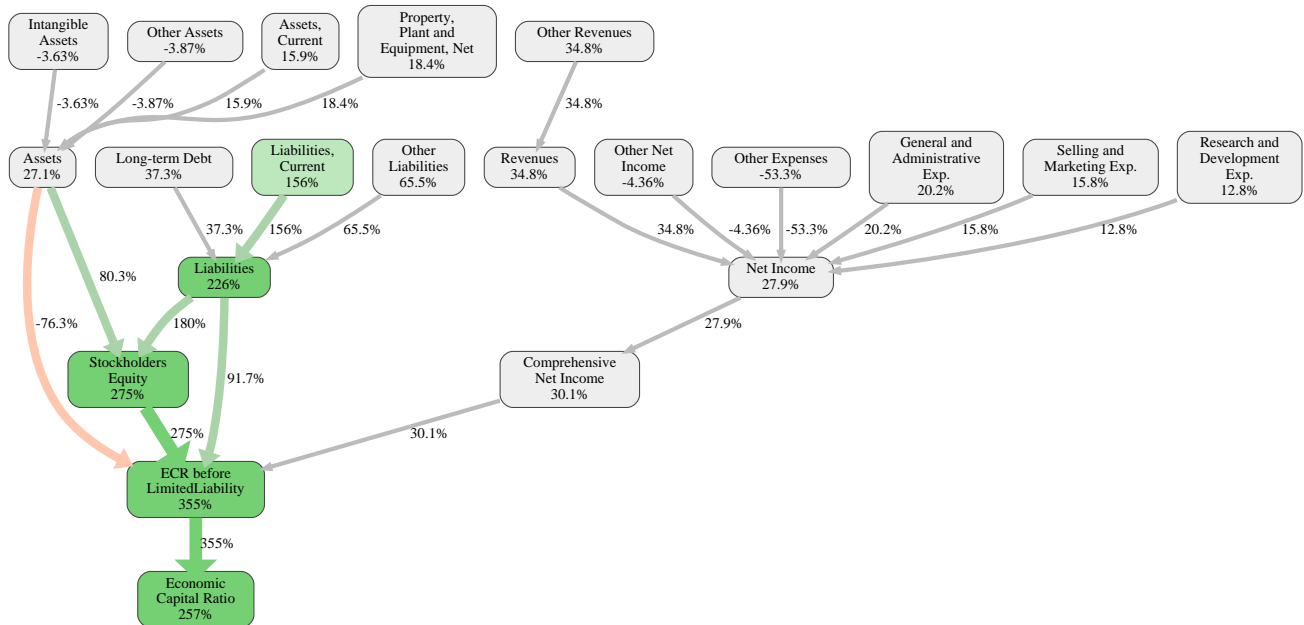 Intangible
Assets
-3.63%
Other Assets
-3.87%
Assets,
Current
15.9%
Property,
Plant and
Equipment, Net
18.4%
Other Revenues
34.8%
-3.63%
-3.87%
15.9%
18.4%
34.8%
Assets
27.1%
Long-term Debt
37.3%
Liabilities,
Current
156%
Other
Liabilities
65.5%
Revenues
34.8%
Other Net
Income
-4.36%
Other Expenses
-53.3%
General and
Administrative
Exp.
20.2%
Selling and
Marketing Exp.
15.8%
Research and
Development
Exp.
12.8%
37.3%
156%
65.5%
34.8%
-4.36%
-53.3%
20.2%
15.8%
12.8%
80.3%
Liabilities
226%
Net Income
27.9%
-76.3%
180%
27.9%
91.7%
Stockholders
Equity
275%
Comprehensive
Net Income
30.1%
275%
30.1%
ECR before
LimitedLiability
355%
355%
Economic
Capital Ratio
257%